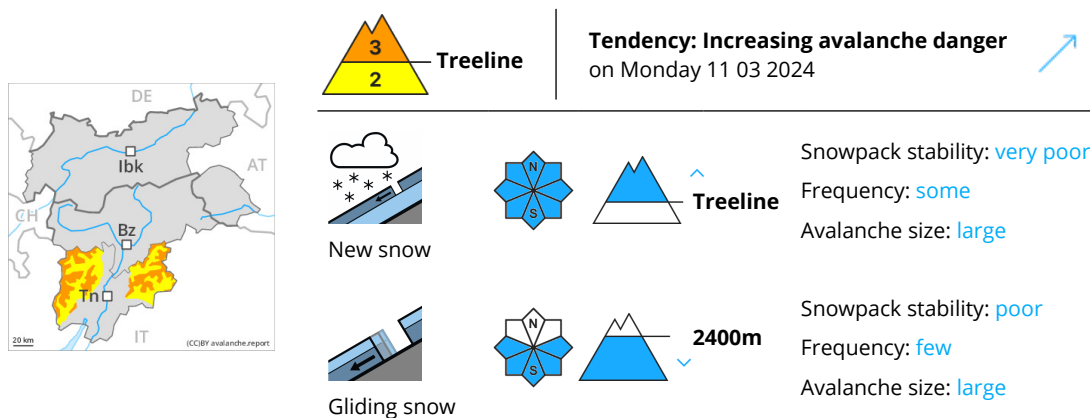 DE
Ibk
AT
CH
Bz
Tn
IT
20 km
(CC)BY avalanche.report
3
2
Treeline
Tendency: Increasing avalanche danger
on Monday 11 03 2024
New snow
N
S
Treeline
Snowpack stability: very poor
Frequency: some
Avalanche size: large
Gliding snow
N
S
2400m
Snowpack stability: poor
Frequency: few
Avalanche size: large